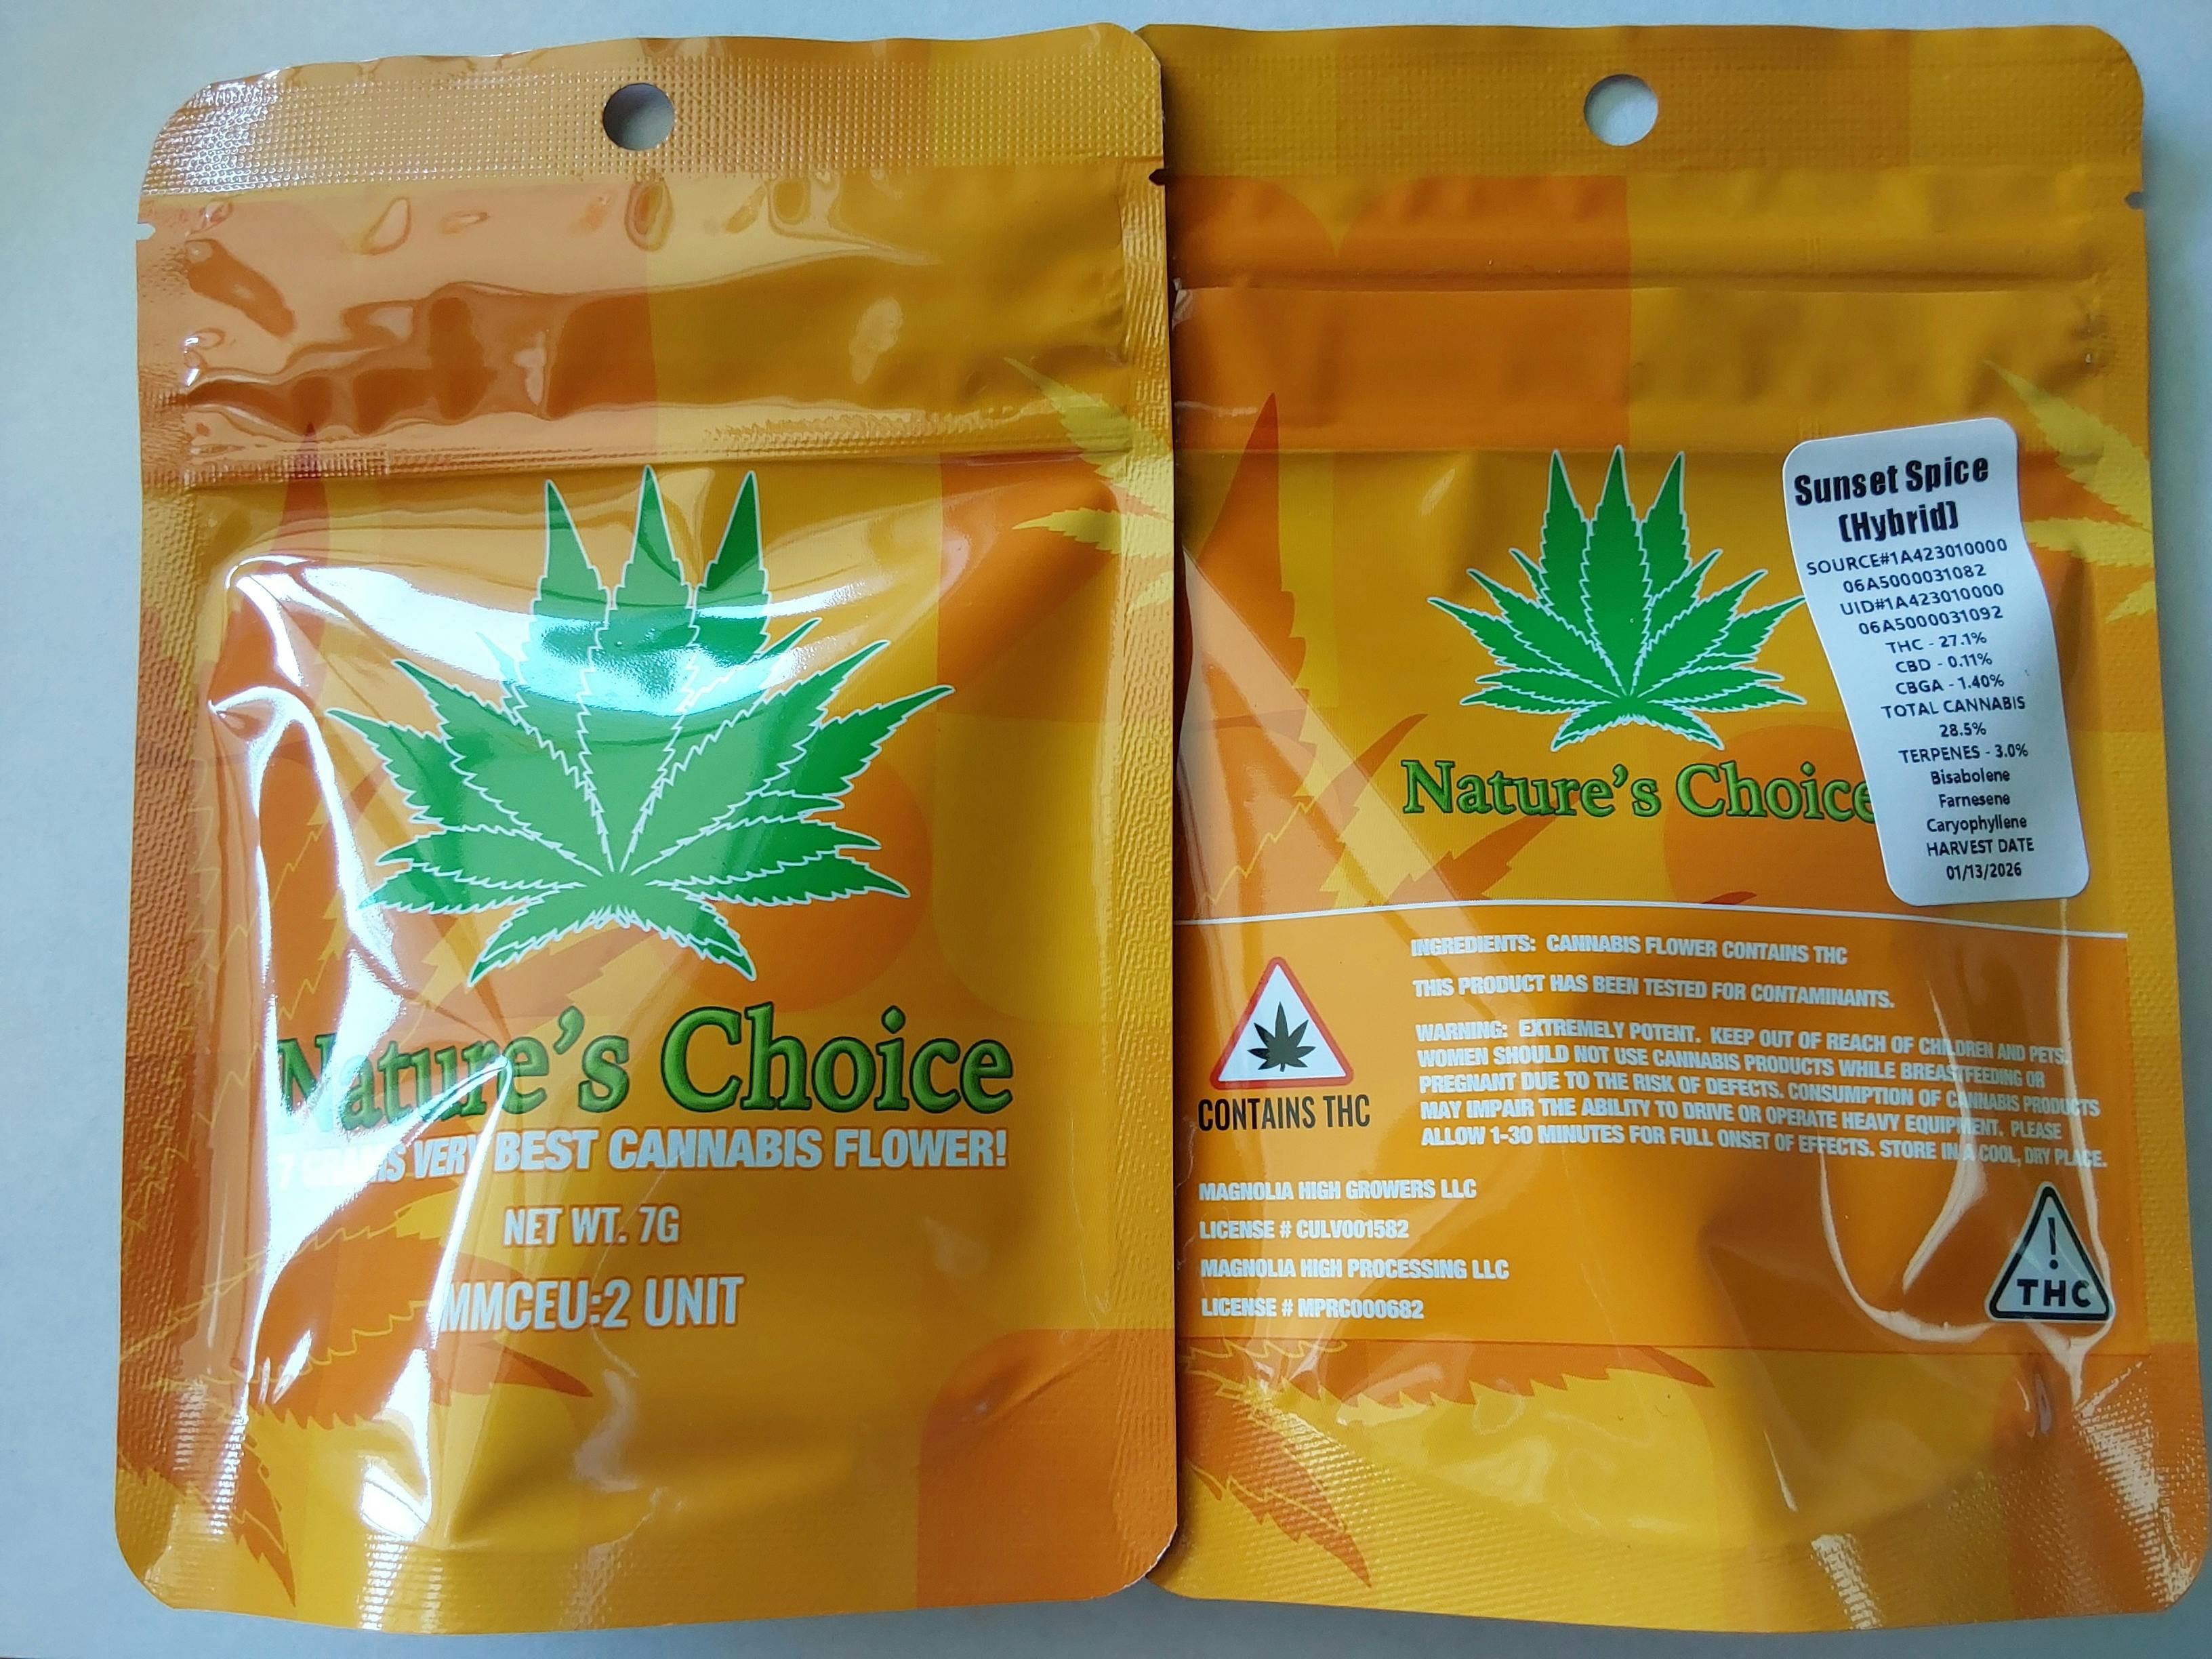 Nature's Choice
7 GRAMS VERY BEST CANNABIS FLOWER!
NET WT. 7G
MMCEU:2 UNIT
Nature's Choice
Sunset Spice
(Hybrid)
SOURCE#1A423010000
06A5000031082
UID#1A423010000
06A5000031092
THC - 27.1%
CBD - 0.11%
CBGA - 1.40%
TOTAL CANNABIS
28.5%
TERPENES - 3.0%
Bisabolene
Farnesene
Caryophyllene
HARVEST DATE
01/13/2026
INGREDIENTS: CANNABIS FLOWER CONTAINS THC
THIS PRODUCT HAS BEEN TESTED FOR CONTAMINANTS.
WARNING: EXTREMELY POTENT. KEEP OUT OF REACH OF CHILDREN AND PETS.
WOMEN SHOULD NOT USE CANNABIS PRODUCTS WHILE BREASTFEEDING OR
PREGNANT DUE TO THE RISK OF DEFECTS. CONSUMPTION OF CANNABIS PRODUCTS
MAY IMPAIR THE ABILITY TO DRIVE OR OPERATE HEAVY EQUIPMENT. PLEASE
ALLOW 1-30 MINUTES FOR FULL ONSET OF EFFECTS. STORE IN A COOL, DRY PLACE.
CONTAINS THC
MAGNOLIA HIGH GROWERS LLC
LICENSE # CULV001582
MAGNOLIA HIGH PROCESSING LLC
LICENSE # MPRC000682
!
THC